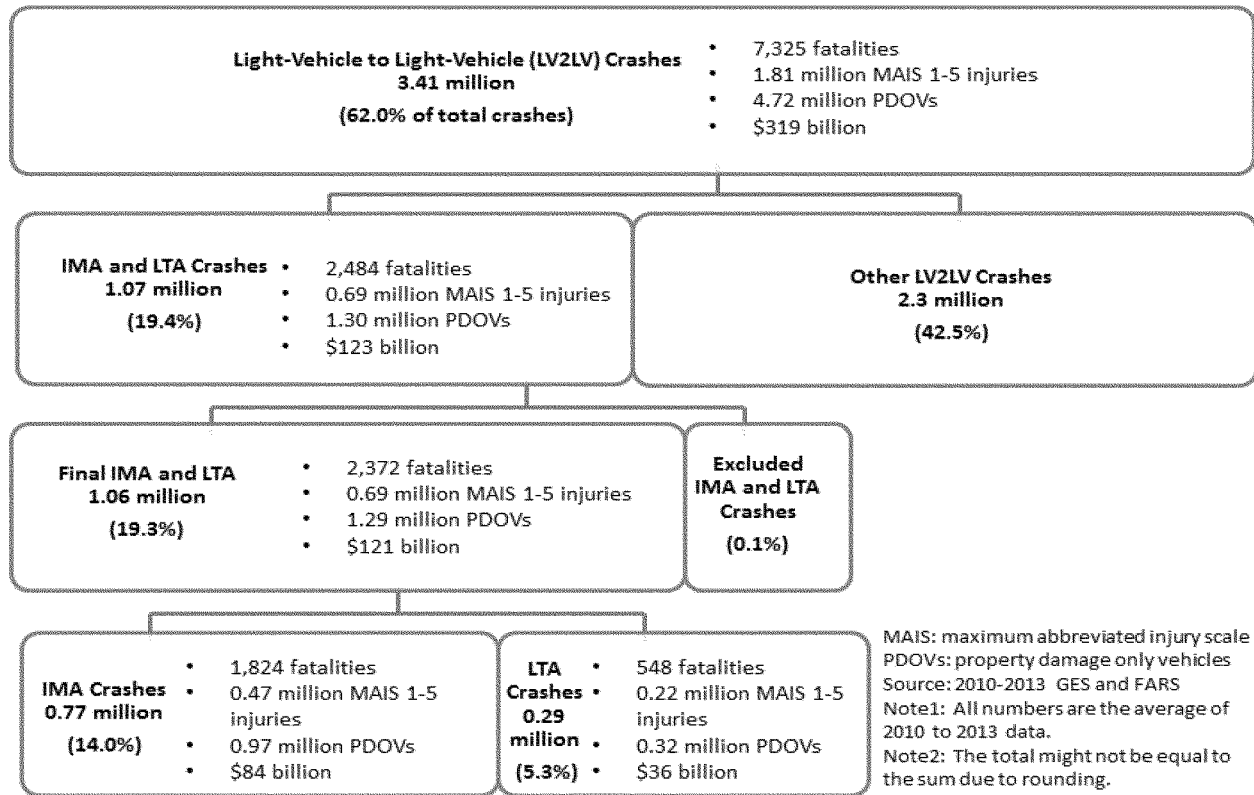 Light-Vehicle to Light-Vehicle (LV2LV) Crashes
3.41 million
(62.0% of total crashes)
• 7,325 fatalities
• 1.81 million MAIS 1-5 injuries
• 4.72 million PDOVs
• $319 billion
IMA and LTA Crashes
1.07 million
(19.4%)
• 2,484 fatalities
• 0.69 million MAIS 1-5 injuries
• 1.30 million PDOVs
• $123 billion
Other LV2LV Crashes
2.3 million
(42.5%)
Final IMA and LTA
1.06 million
(19.3%)
• 2,372 fatalities
• 0.69 million MAIS 1-5 injuries
• 1.29 million PDOVs
• $121 billion
Excluded
IMA and LTA
Crashes
(0.1%)
IMA Crashes
0.77 million
(14.0%)
• 1,824 fatalities
• 0.47 million MAIS 1-5
injuries
• 0.97 million PDOVs
• $84 billion
LTA
Crashes
0.29
million
(5.3%)
• 548 fatalities
• 0.22 million MAIS 1-5
injuries
• 0.32 million PDOVs
• $36 billion
MAIS: maximum abbreviated injury scale
PDOVs: property damage only vehicles
Source: 2010-2013 GES and FARS
Note1: All numbers are the average of
2010 to 2013 data.
Note2: The total might not be equal to
the sum due to rounding.